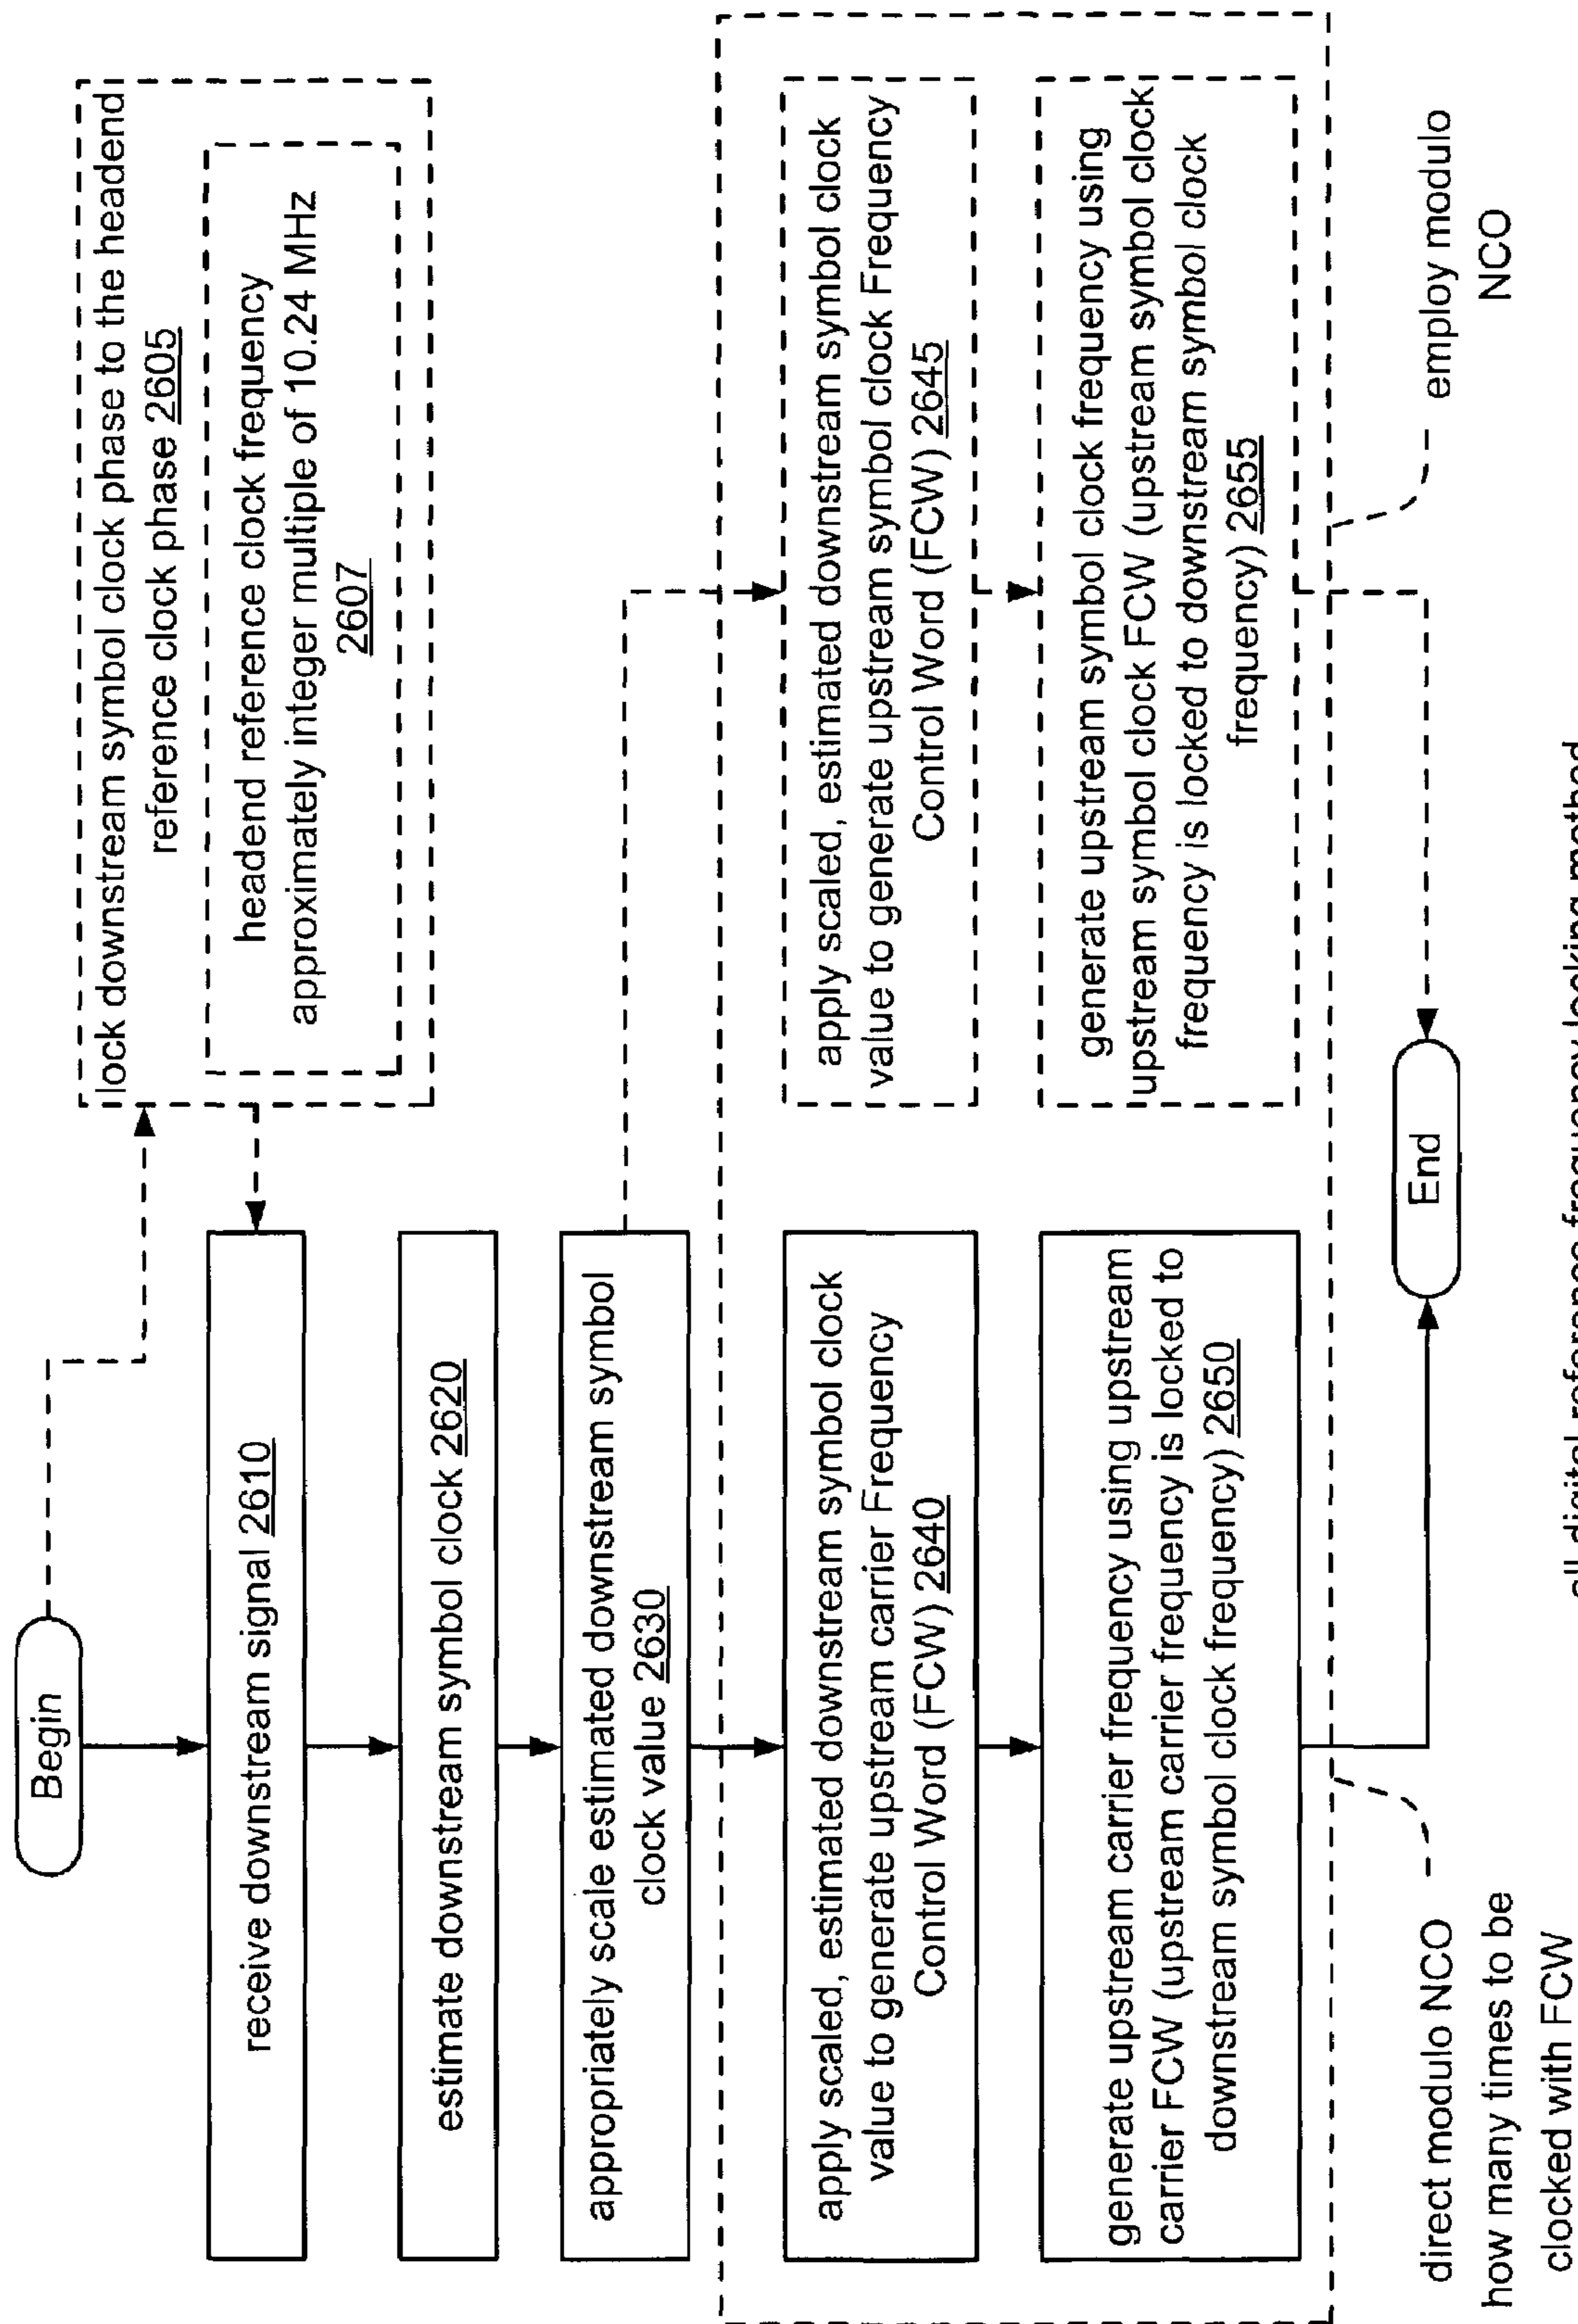 Begin
lock downstream symbol clock phase to the headend
reference clock phase 2605
headend reference clock frequency
approximately integer multiple of 10.24 MHz
2607
receive downstream signal 2610
estimate downstream symbol clock 2620
appropriately scale estimated downstream symbol
clock value 2630
apply scaled, estimated downstream symbol clock
value to generate upstream carrier Frequency
Control Word (FCW) 2640
apply scaled, estimated downstream symbol clock
value to generate upstream symbol clock Frequency
Control Word (FCW) 2645
generate upstream carrier frequency using upstream
carrier FCW (upstream carrier frequency is locked to
downstream symbol clock frequency) 2650
generate upstream symbol clock frequency using
upstream symbol clock FCW (upstream symbol clock
frequency is locked to downstream symbol clock
frequency) 2655
End
direct modulo NCO
how many times to be
clocked with FCW
employ modulo
NCO
all digital reference frequency locking method